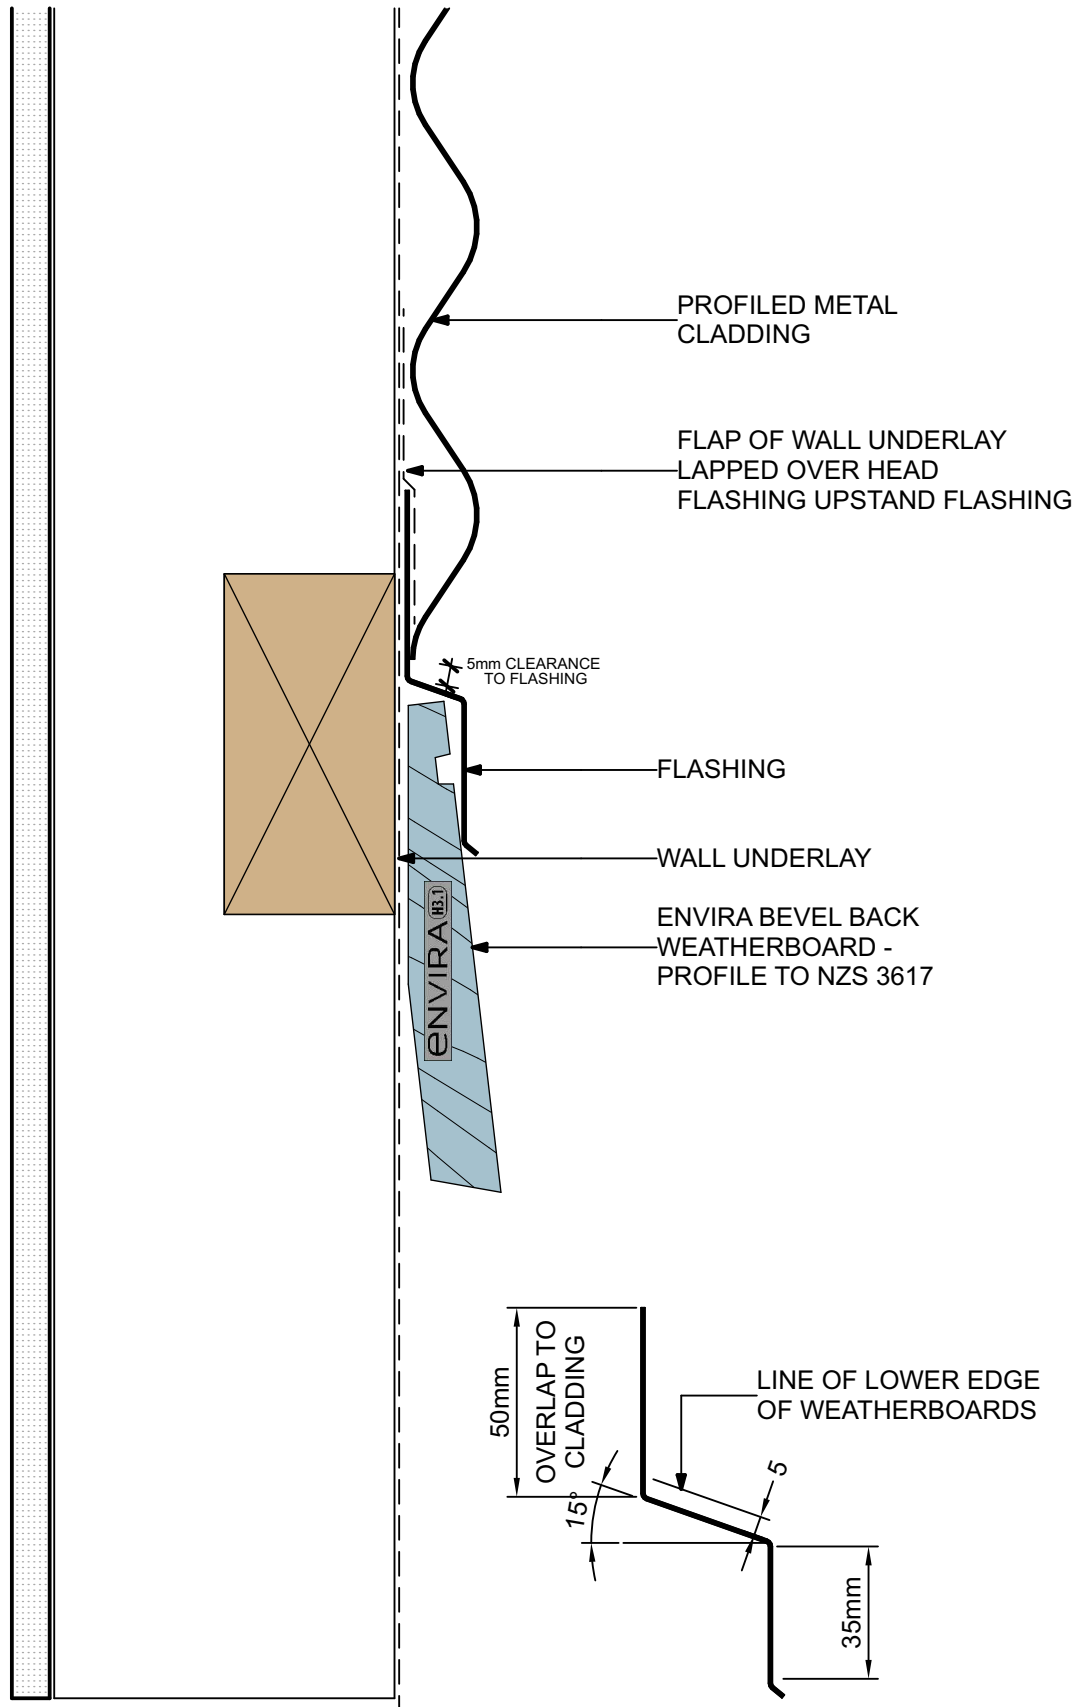 PROFILED METAL
CLADDING
FLAP OF WALL UNDERLAY
LAPPED OVER HEAD
FLASHING UPSTAND FLASHING
5mm CLEARANCE
TO FLASHING
FLASHING
WALL UNDERLAY
ENVIRA BEVEL BACK
WEATHERBOARD -
PROFILE TO NZS 3617
eNVIRA H3.1
50mm
OVERLAP TO
CLADDING
LINE OF LOWER EDGE
OF WEATHERBOARDS
5
15°
35mm